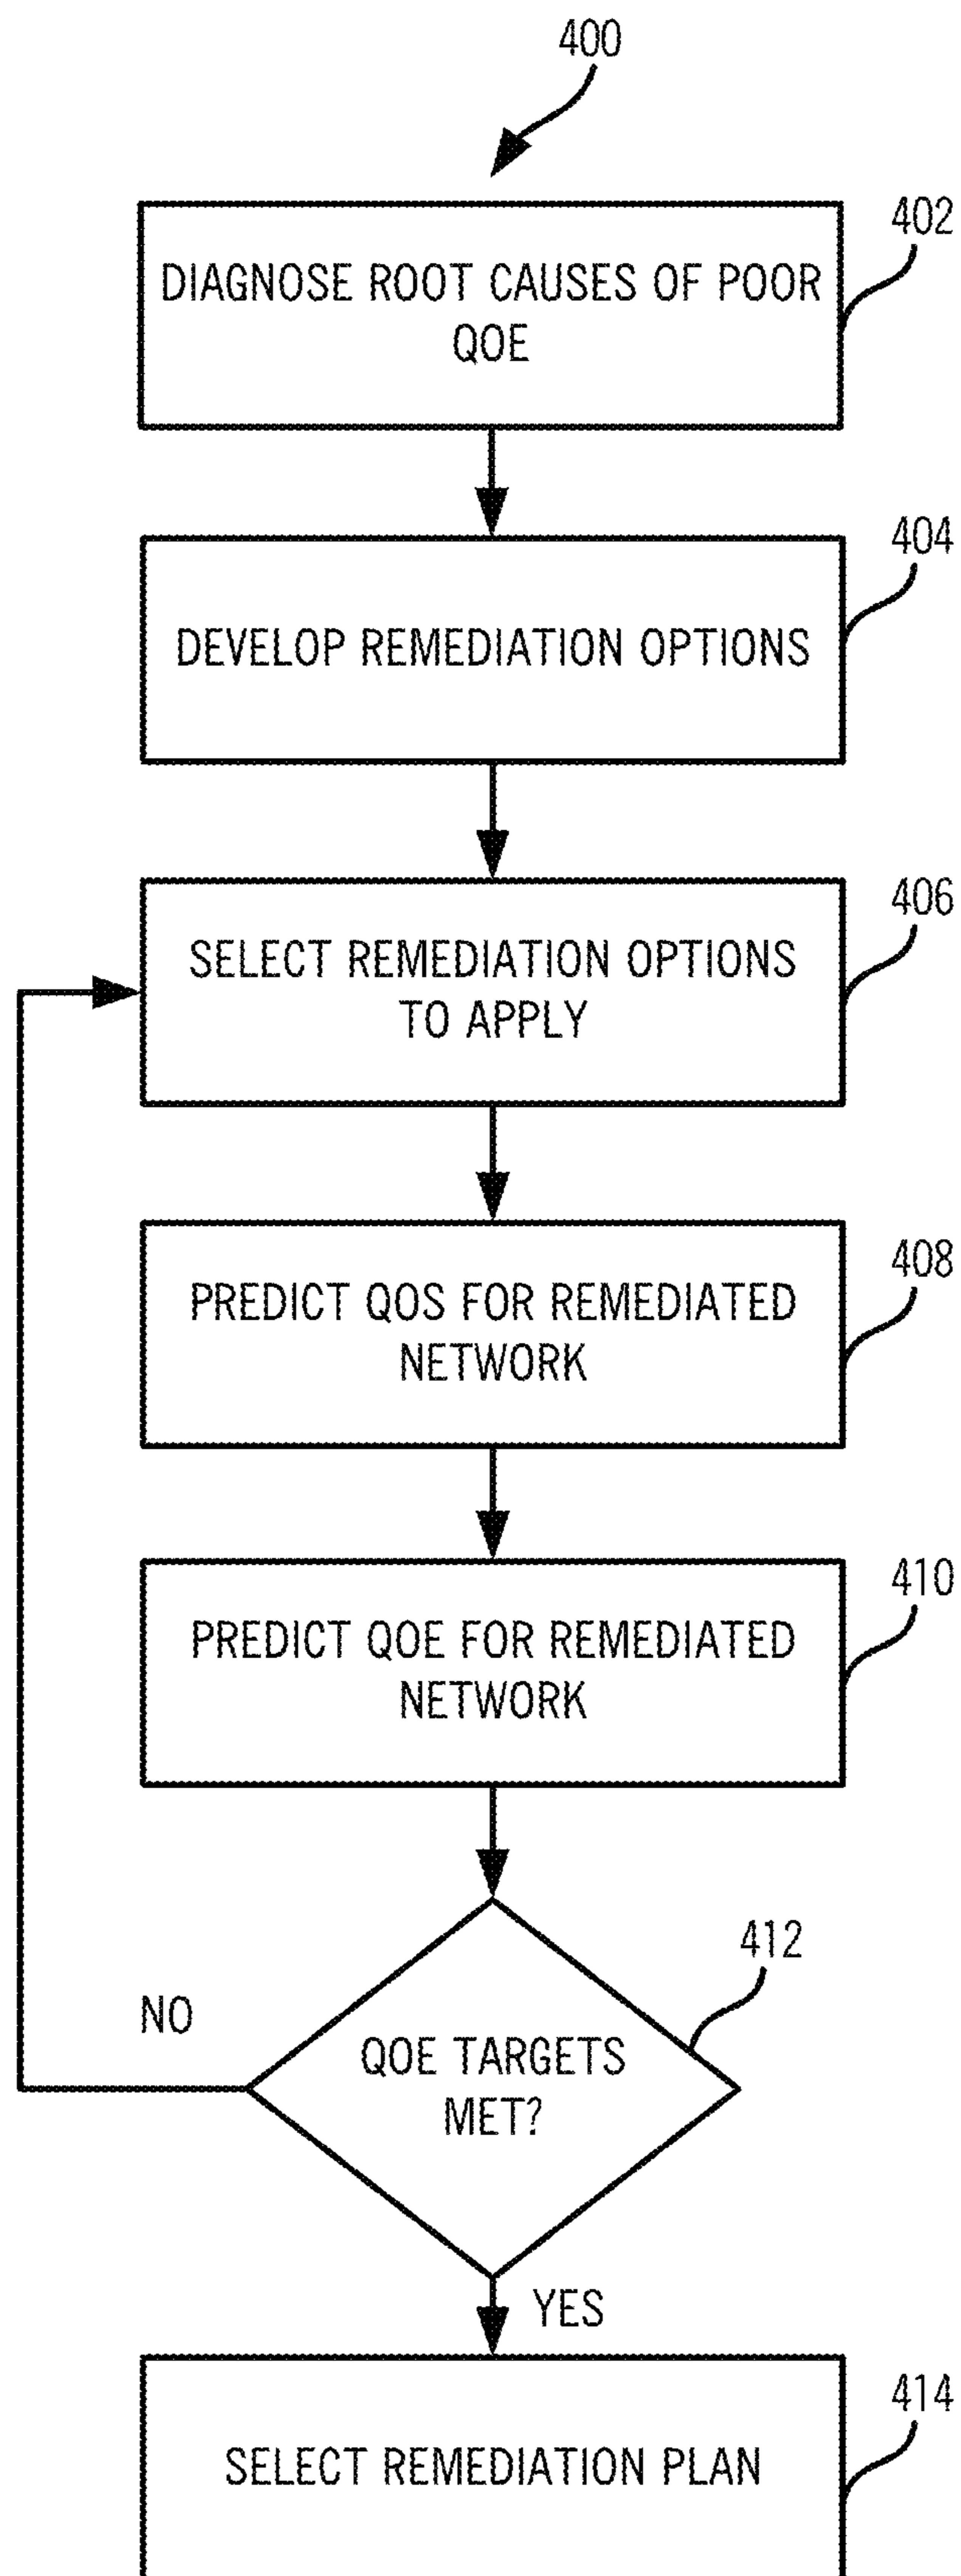 400
402
DIAGNOSE ROOT CAUSES OF POOR
QOE
404
DEVELOP REMEDIATION OPTIONS
406
SELECT REMEDIATION OPTIONS
TO APPLY
408
PREDICT QOS FOR REMEDIATED
NETWORK
410
PREDICT QOE FOR REMEDIATED
NETWORK
412
NO
QOE TARGETS
MET?
YES
414
SELECT REMEDIATION PLAN